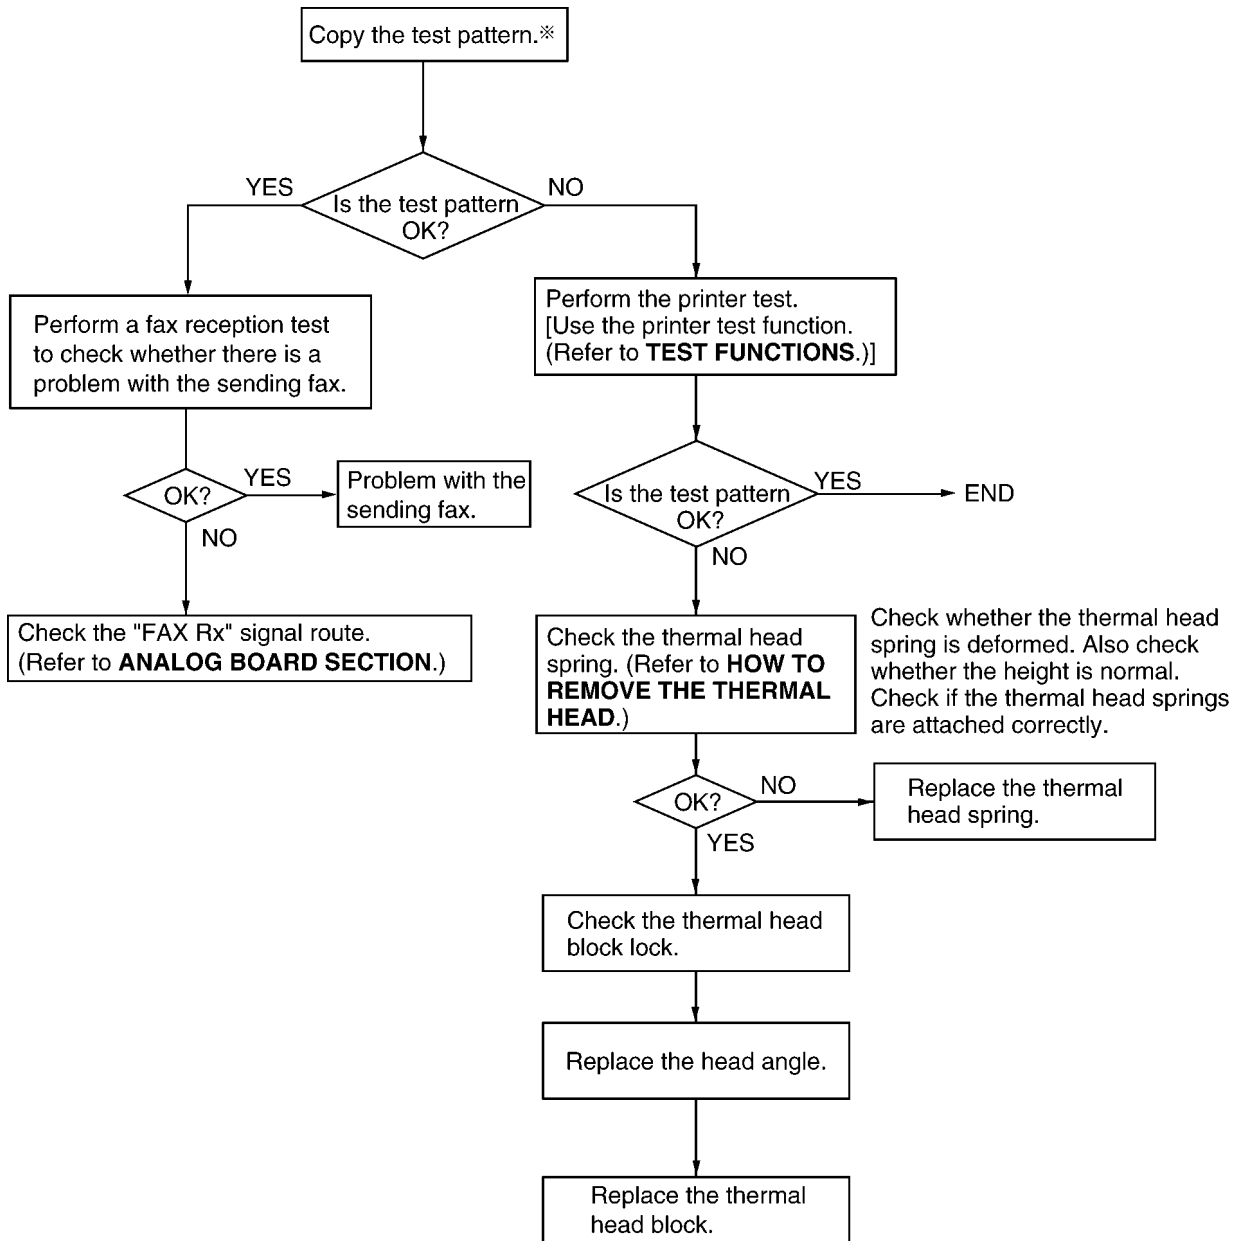 Copy the test pattern.※
YES
NO
Is the test pattern
OK?
Perform a fax reception test
to check whether there is a
problem with the sending fax.
Perform the printer test.
[Use the printer test function.
(Refer to TEST FUNCTIONS.)]
OK?
YES
Problem with the
sending fax.
NO
Is the test pattern
OK?
YES
END
NO
Check the "FAX Rx" signal route.
(Refer to ANALOG BOARD SECTION.)
Check the thermal head
spring. (Refer to HOW TO
REMOVE THE THERMAL
HEAD.)
Check whether the thermal head
spring is deformed. Also check
whether the height is normal.
Check if the thermal head springs
are attached correctly.
OK?
NO
Replace the thermal
head spring.
YES
Check the thermal head
block lock.
Replace the head angle.
Replace the thermal
head block.